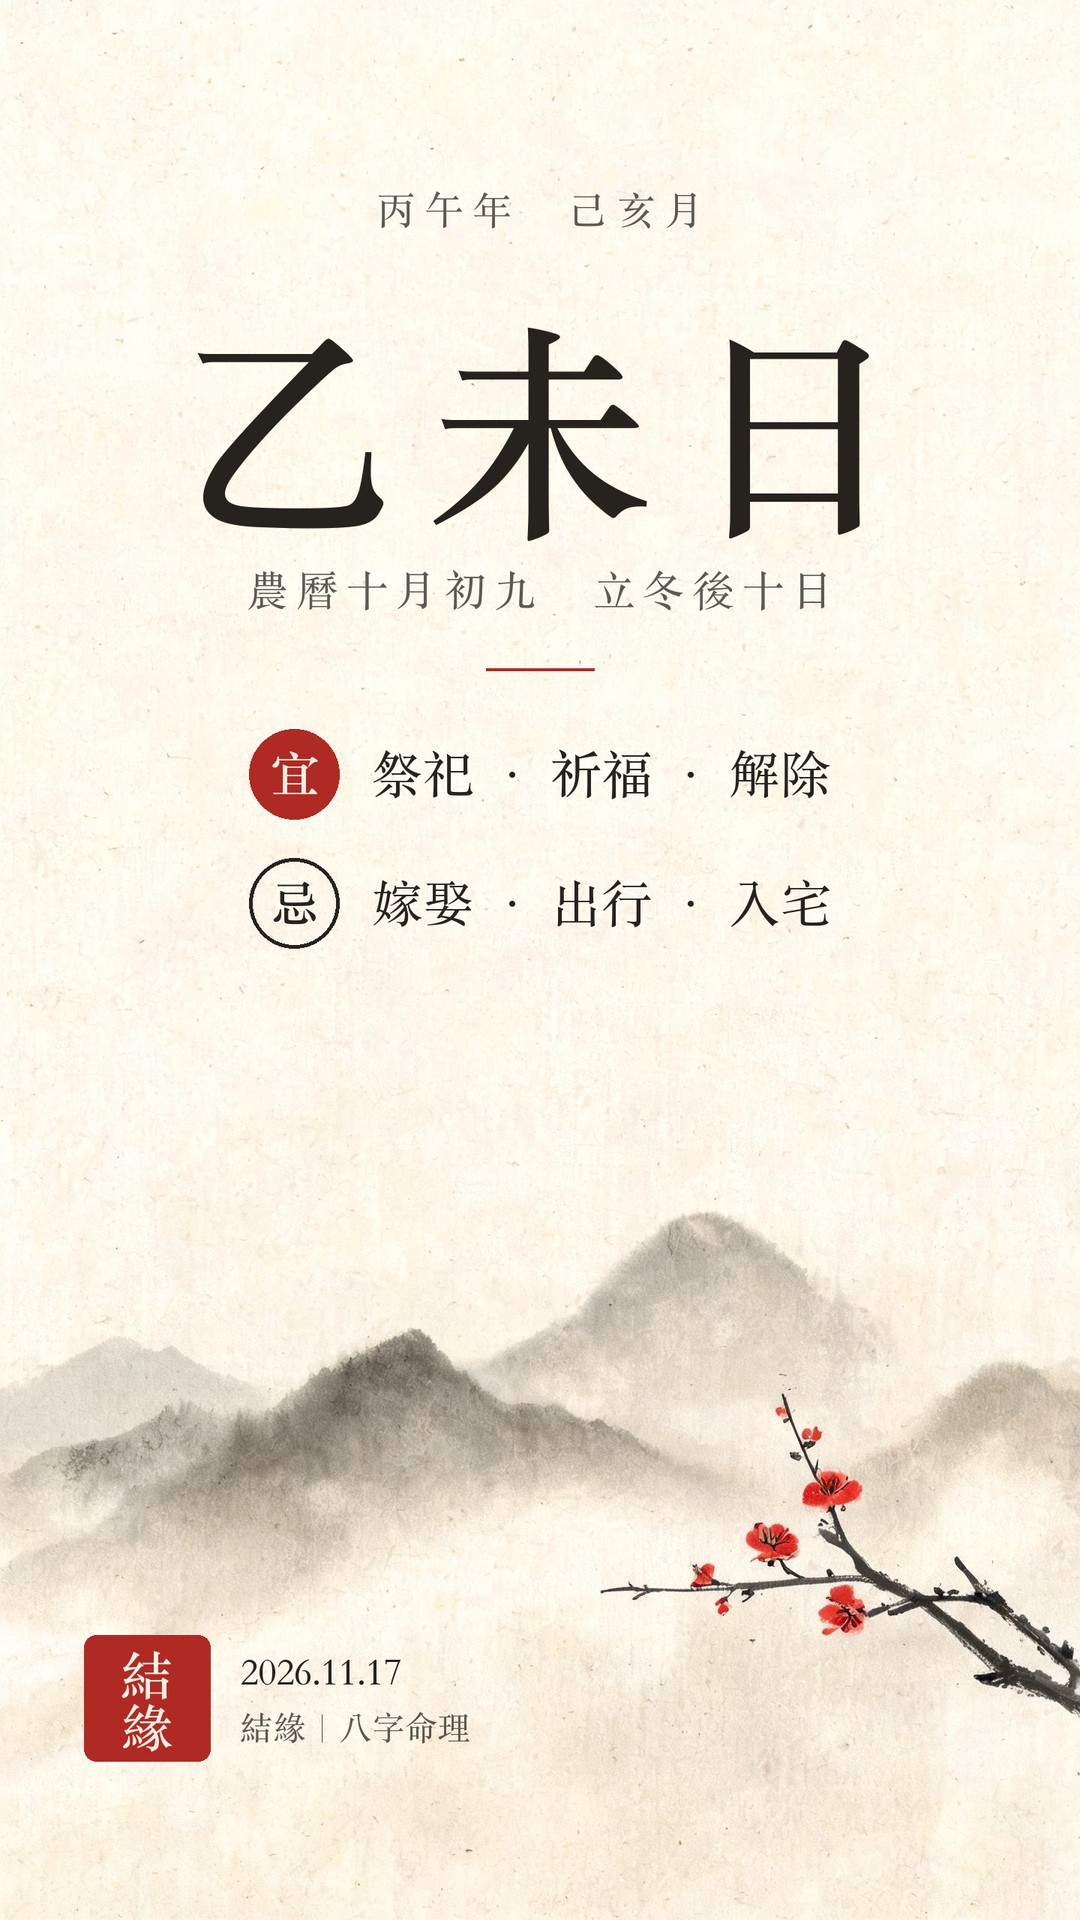 丙午年　己亥月
乙未日
農曆十月初九　立冬後十日
宜 祭祀 · 祈福 · 解除
忌 嫁娶 · 出行 · 入宅
結緣
2026.11.17
結緣｜八字命理